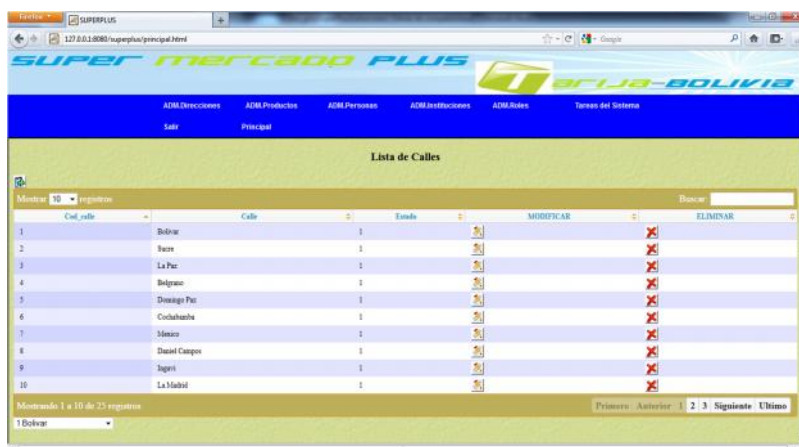 Firefox
SUPERPLUS
127.0.0.1:8080/superplus/principal.html
Google
SUPER mercado PLUS
Tarija-BOLIVIA
ADM.Direcciones ADM.Productos ADM.Personas ADM.Instituciones ADM.Roles Tareas del Sistema
Salir Principal
Lista de Calles
Mostrar 10 registros Buscar:
Cod_calle Calle Estado MODIFICAR ELIMINAR
1 Bolivar 1
2 Sucre 1
3 La Paz 1
4 Belgrano 1
5 Domingo Paz 1
6 Cochabamba 1
7 Mexico 1
8 Daniel Campos 1
9 Ingavi 1
10 La Madrid 1
Mostrando 1 a 10 de 25 registros Primero Anterior 1 2 3 Siguiente Ultimo
1 Bolivar